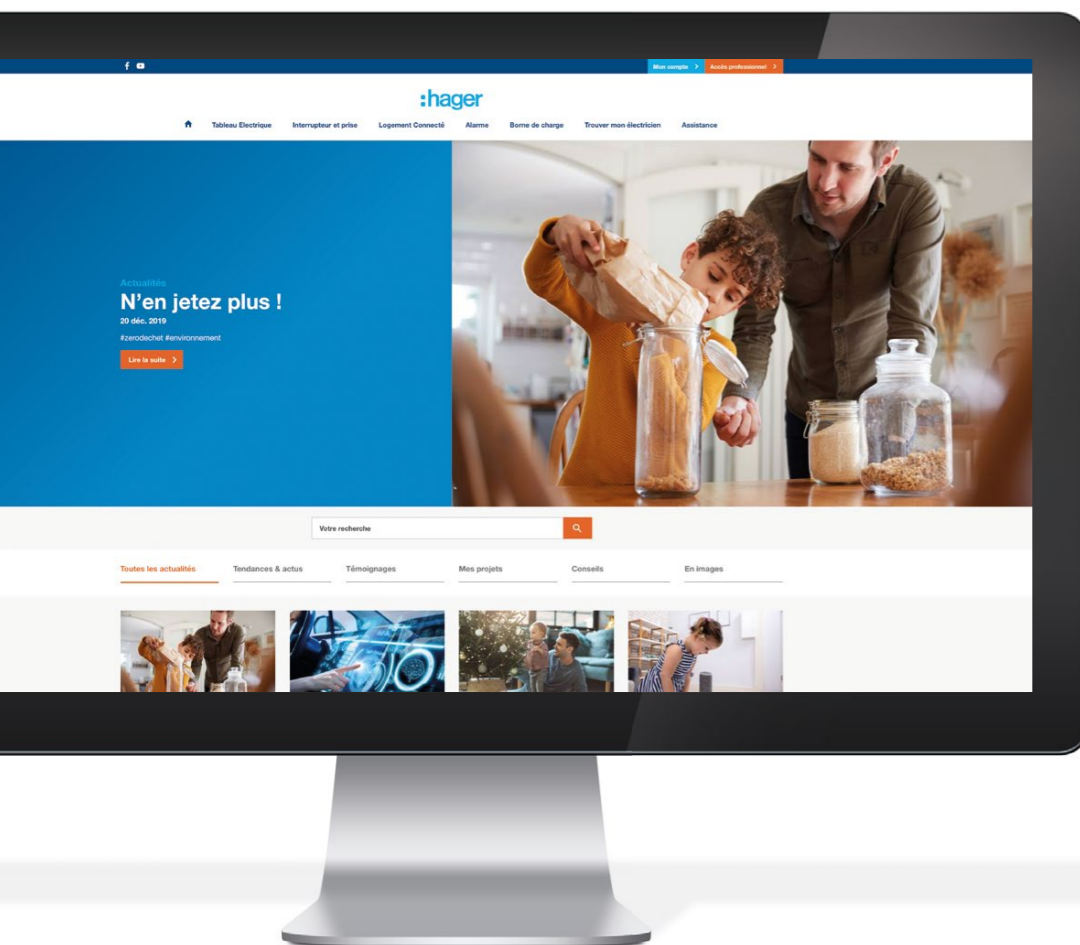 Mon compte
Accès professionnel
:hager
Tableau Electrique Interrupteur et prise Logement Connecté Alarme Borne de charge Trouver mon électricien Assistance
Actualités
N'en jetez plus !
20 déc. 2019
#zerodechet #environnement
Lire la suite
Votre recherche
Toutes les actualités Tendances & actus Témoignages Mes projets Conseils En images